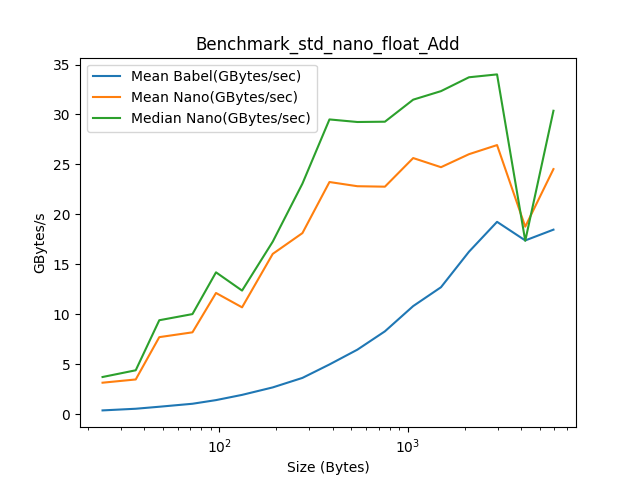 Benchmark_std_nano_float_Add
Mean Babel(GBytes/sec)
Mean Nano(GBytes/sec)
Median Nano(GBytes/sec)
GBytes/s
35
30
25
20
15
10
5
0
10² 10³
Size (Bytes)